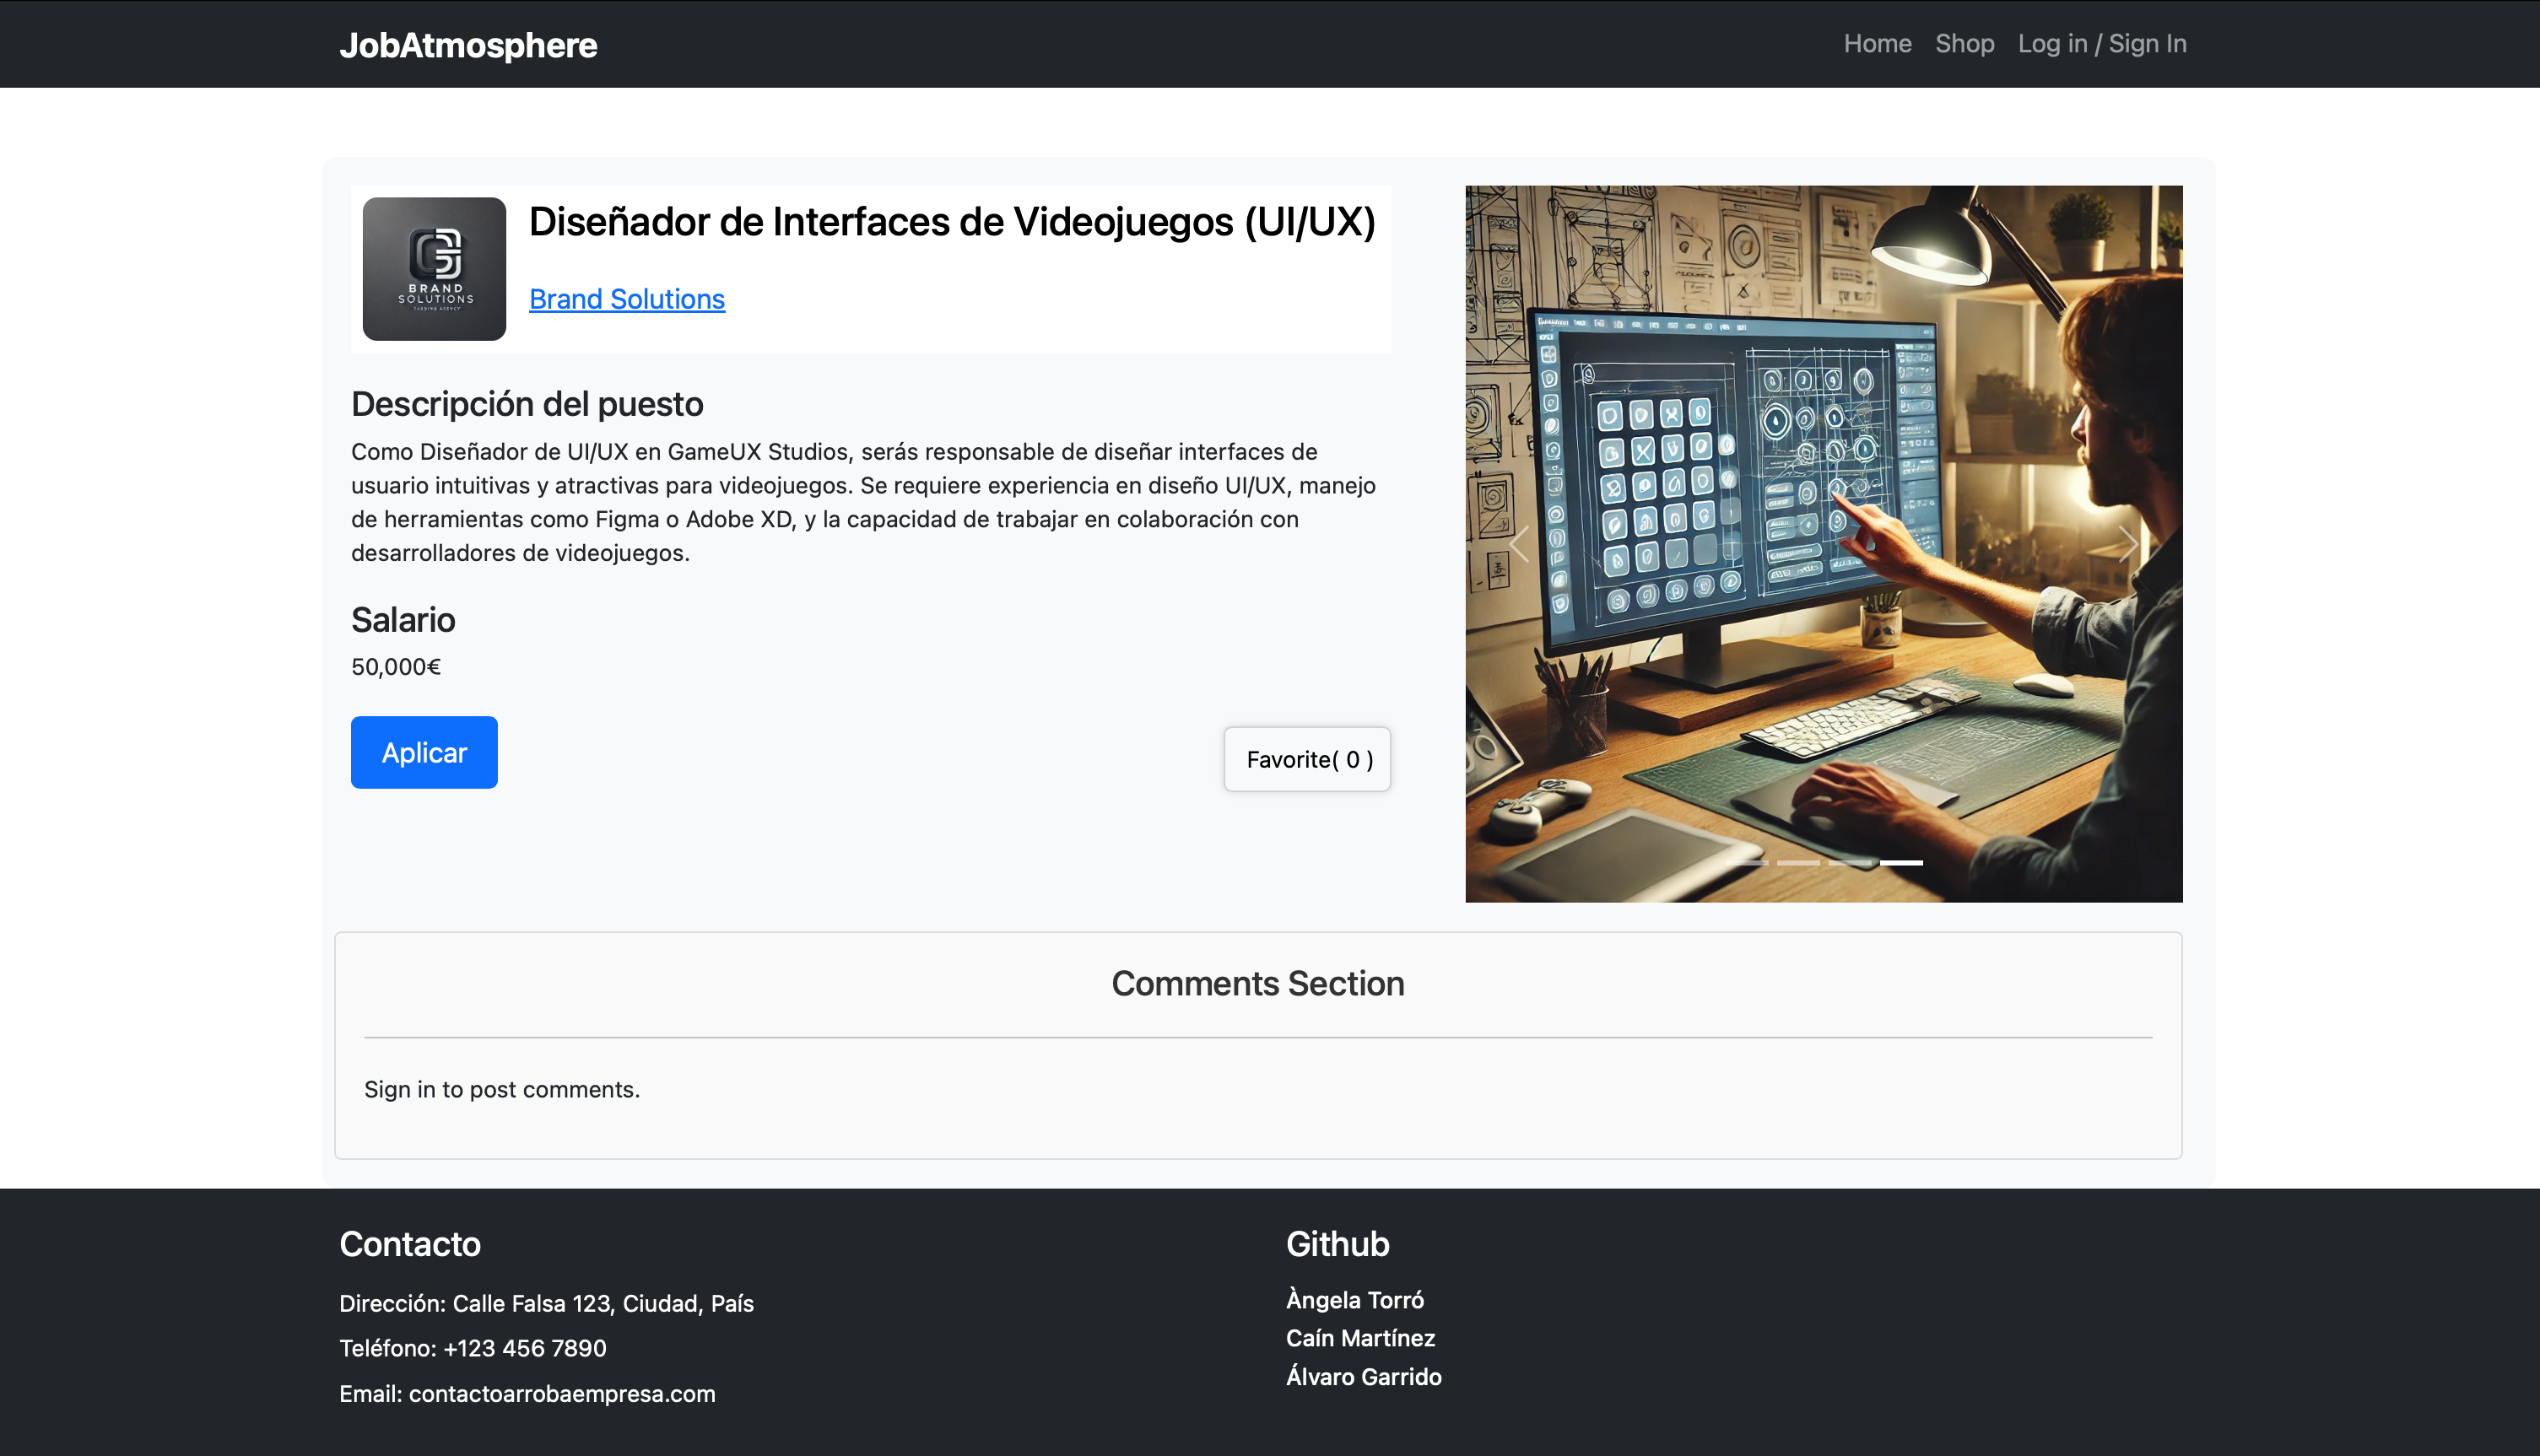 JobAtmosphere
Home Shop Log in / Sign In
BRAND
SOLUTIONS
Diseñador de Interfaces de Videojuegos (UI/UX)
Brand Solutions
Descripción del puesto
Como Diseñador de UI/UX en GameUX Studios, serás responsable de diseñar interfaces de
usuario intuitivas y atractivas para videojuegos. Se requiere experiencia en diseño UI/UX, manejo
de herramientas como Figma o Adobe XD, y la capacidad de trabajar en colaboración con
desarrolladores de videojuegos.
Salario
50,000€
Aplicar
Favorite( 0 )
Comments Section
Sign in to post comments.
Contacto
Dirección: Calle Falsa 123, Ciudad, País
Teléfono: +123 456 7890
Email: contactoarrobaempresa.com
Github
Àngela Torró
Caín Martínez
Álvaro Garrido